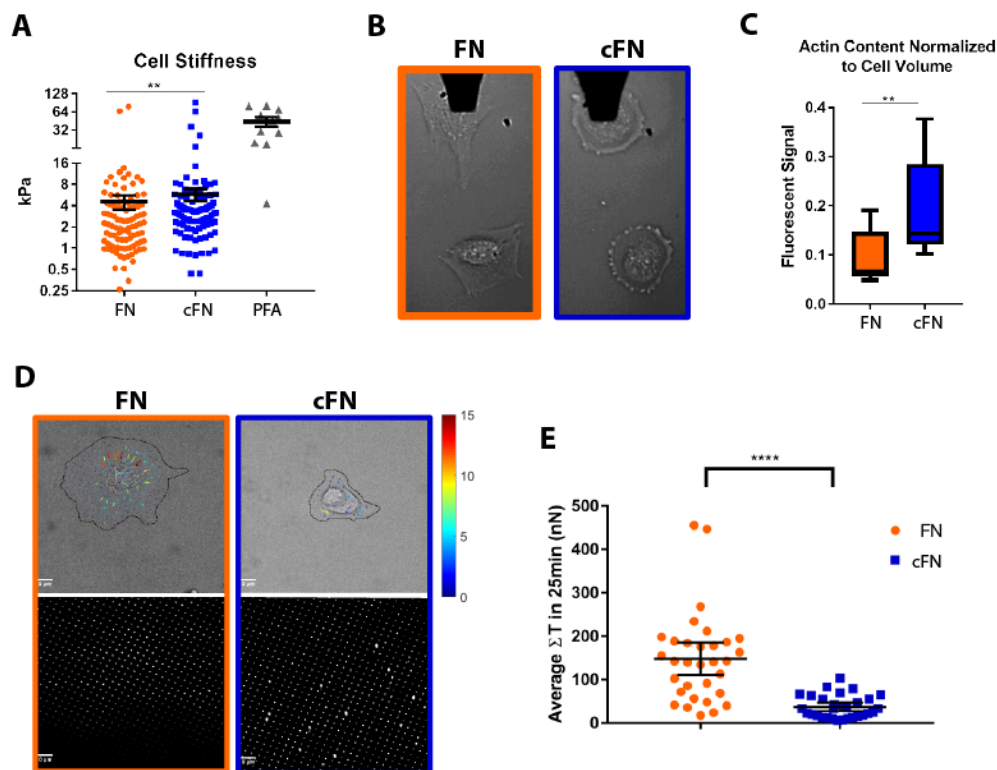 A
Cell Stiffness
**
kPa
128
64
32
16
8
4
2
1
0.5
0.25
FN
cFN
PFA
B
FN
cFN
C
Actin Content Normalized
to Cell Volume
**
Fluorescent Signal
0.4
0.3
0.2
0.1
0.0
FN
cFN
D
FN
cFN
15
10
5
0
E
****
Average ΣT in 25min (nN)
500
400
300
200
100
0
FN
cFN